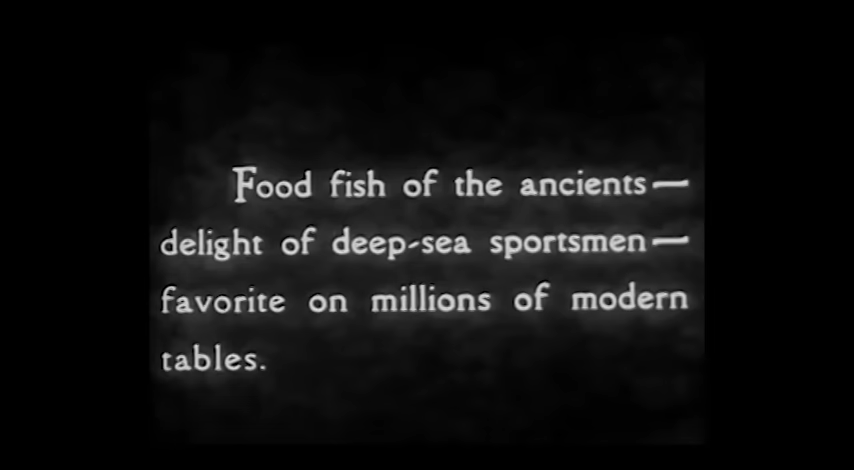 Food fish of the ancients—
delight of deep-sea sportsmen—
favorite on millions of modern
tables.